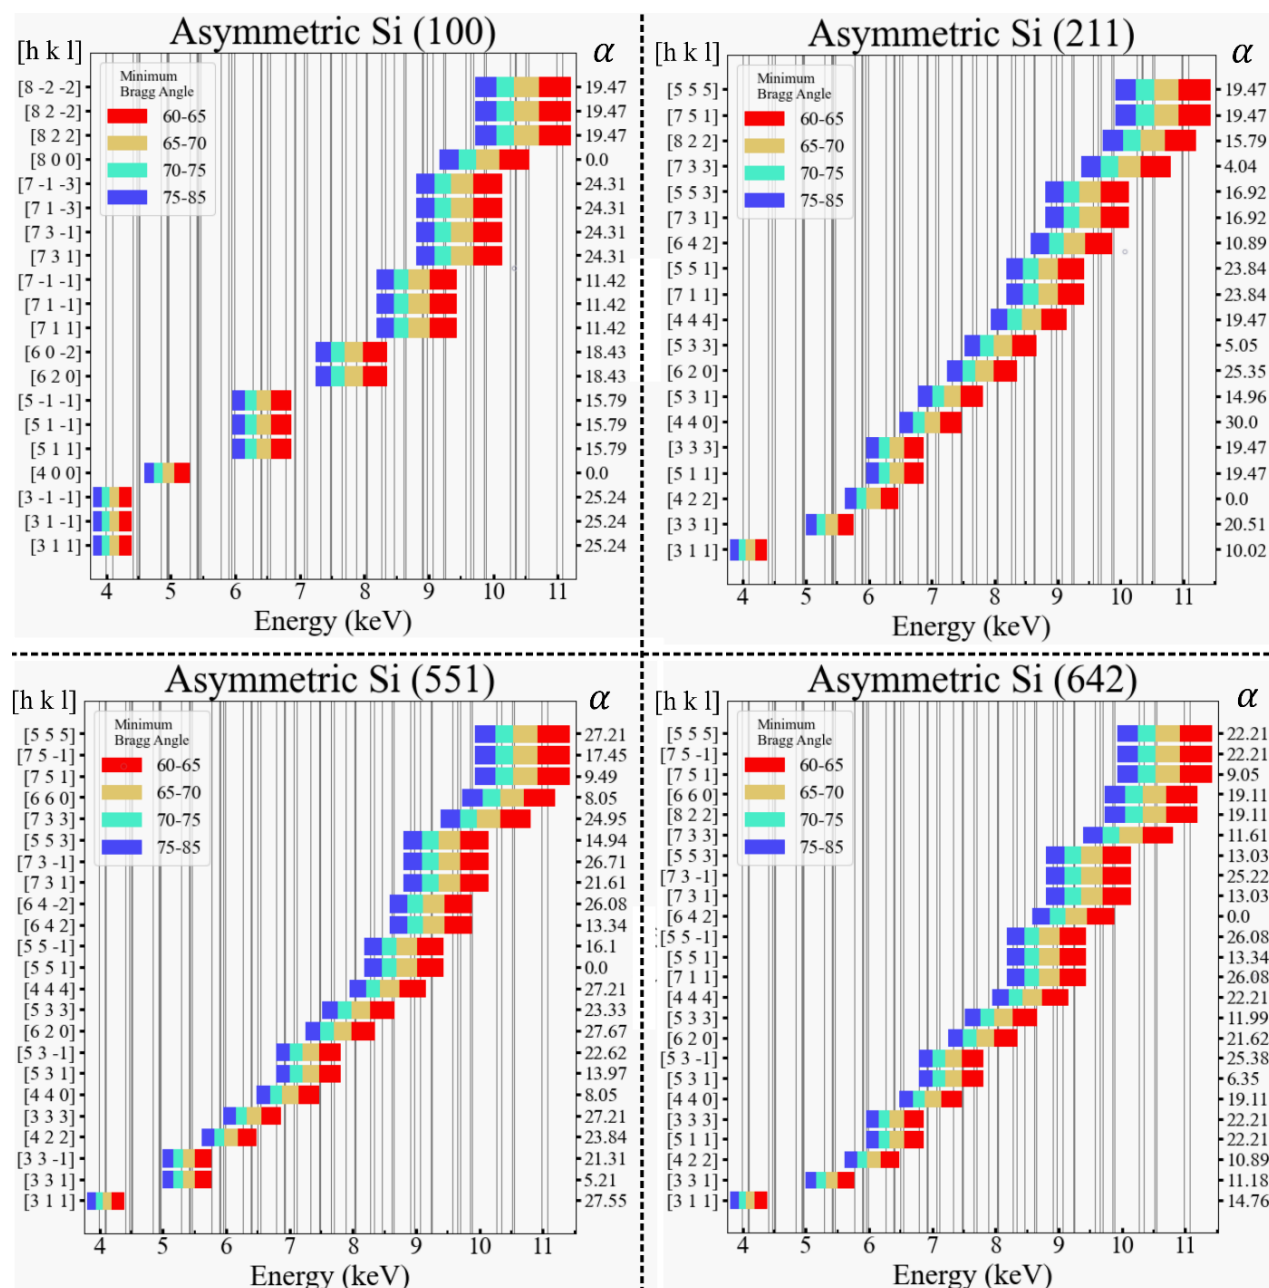 Asymmetric Si (100)
[h k l] α
Minimum
Bragg Angle
60-65
65-70
70-75
75-85
[8 -2 -2] 19.47
[8 2 -2] 19.47
[8 2 2] 19.47
[8 0 0] 0.0
[7 -1 -3] 24.31
[7 1 -3] 24.31
[7 3 -1] 24.31
[7 3 1] 24.31
[7 -1 -1] 11.42
[7 1 -1] 11.42
[7 1 1] 11.42
[6 0 -2] 18.43
[6 2 0] 18.43
[5 -1 -1] 15.79
[5 1 -1] 15.79
[5 1 1] 15.79
[4 0 0] 0.0
[3 -1 -1] 25.24
[3 1 -1] 25.24
[3 1 1] 25.24
4 5 6 7 8 9 10 11
Energy (keV)
Asymmetric Si (211)
[h k l] α
Minimum
Bragg Angle
60-65
65-70
70-75
75-85
[5 5 5] 19.47
[7 5 1] 19.47
[8 2 2] 15.79
[7 3 3] 4.04
[5 5 3] 16.92
[7 3 1] 16.92
[6 4 2] 10.89
[5 5 1] 23.84
[7 1 1] 23.84
[4 4 4] 19.47
[5 3 3] 5.05
[6 2 0] 25.35
[5 3 1] 14.96
[4 4 0] 30.0
[3 3 3] 19.47
[5 1 1] 19.47
[4 2 2] 0.0
[3 3 1] 20.51
[3 1 1] 10.02
4 5 6 7 8 9 10 11
Energy (keV)
Asymmetric Si (551)
[h k l] α
Minimum
Bragg Angle
60-65
65-70
70-75
75-85
[5 5 5] 27.21
[7 5 -1] 17.45
[7 5 1] 9.49
[6 6 0] 8.05
[7 3 3] 24.95
[5 5 3] 14.94
[7 3 -1] 26.71
[7 3 1] 21.61
[6 4 -2] 26.08
[6 4 2] 13.34
[5 5 -1] 16.1
[5 5 1] 0.0
[4 4 4] 27.21
[5 3 3] 23.33
[6 2 0] 27.67
[5 3 -1] 22.62
[5 3 1] 13.97
[4 4 0] 8.05
[3 3 3] 27.21
[4 2 2] 23.84
[3 3 -1] 21.31
[3 3 1] 5.21
[3 1 1] 27.55
4 5 6 7 8 9 10 11
Energy (keV)
Asymmetric Si (642)
[h k l] α
Minimum
Bragg Angle
60-65
65-70
70-75
75-85
[5 5 5] 22.21
[7 5 -1] 22.21
[7 5 1] 9.05
[6 6 0] 19.11
[8 2 2] 19.11
[7 3 3] 11.61
[5 5 3] 13.03
[7 3 -1] 25.22
[7 3 1] 13.03
[6 4 2] 0.0
[5 5 -1] 26.08
[5 5 1] 13.34
[7 1 1] 26.08
[4 4 4] 22.21
[5 3 3] 11.99
[6 2 0] 21.62
[5 3 -1] 25.38
[5 3 1] 6.35
[4 4 0] 19.11
[3 3 3] 22.21
[5 1 1] 22.21
[4 2 2] 10.89
[3 3 1] 11.18
[3 1 1] 14.76
4 5 6 7 8 9 10 11
Energy (keV)